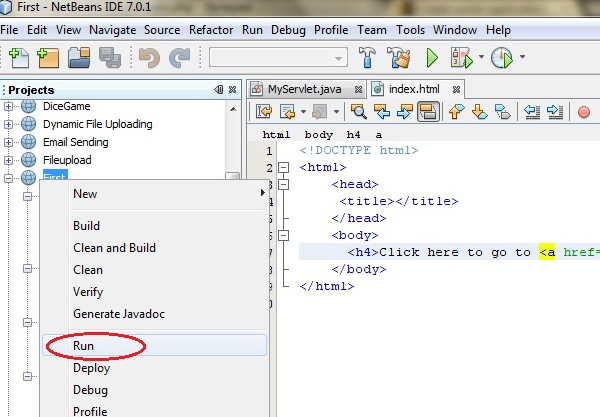 First - NetBeans IDE 7.0.1
File Edit View Navigate Source Refactor Run Debug Profile Team Tools Window Help
Projects
MyServlet.java index.html
DiceGame
Dynamic File Uploading
Email Sending
Fileupload
First
html body h4 a
1 <!DOCTYPE html>
2 <html>
3 <head>
4 <title></title>
5 </head>
6 <body>
7 <h4>Click here to go to <a href=
8 </body>
9 </html>
New
Build
Clean and Build
Clean
Verify
Generate Javadoc
Run
Deploy
Debug
Profile